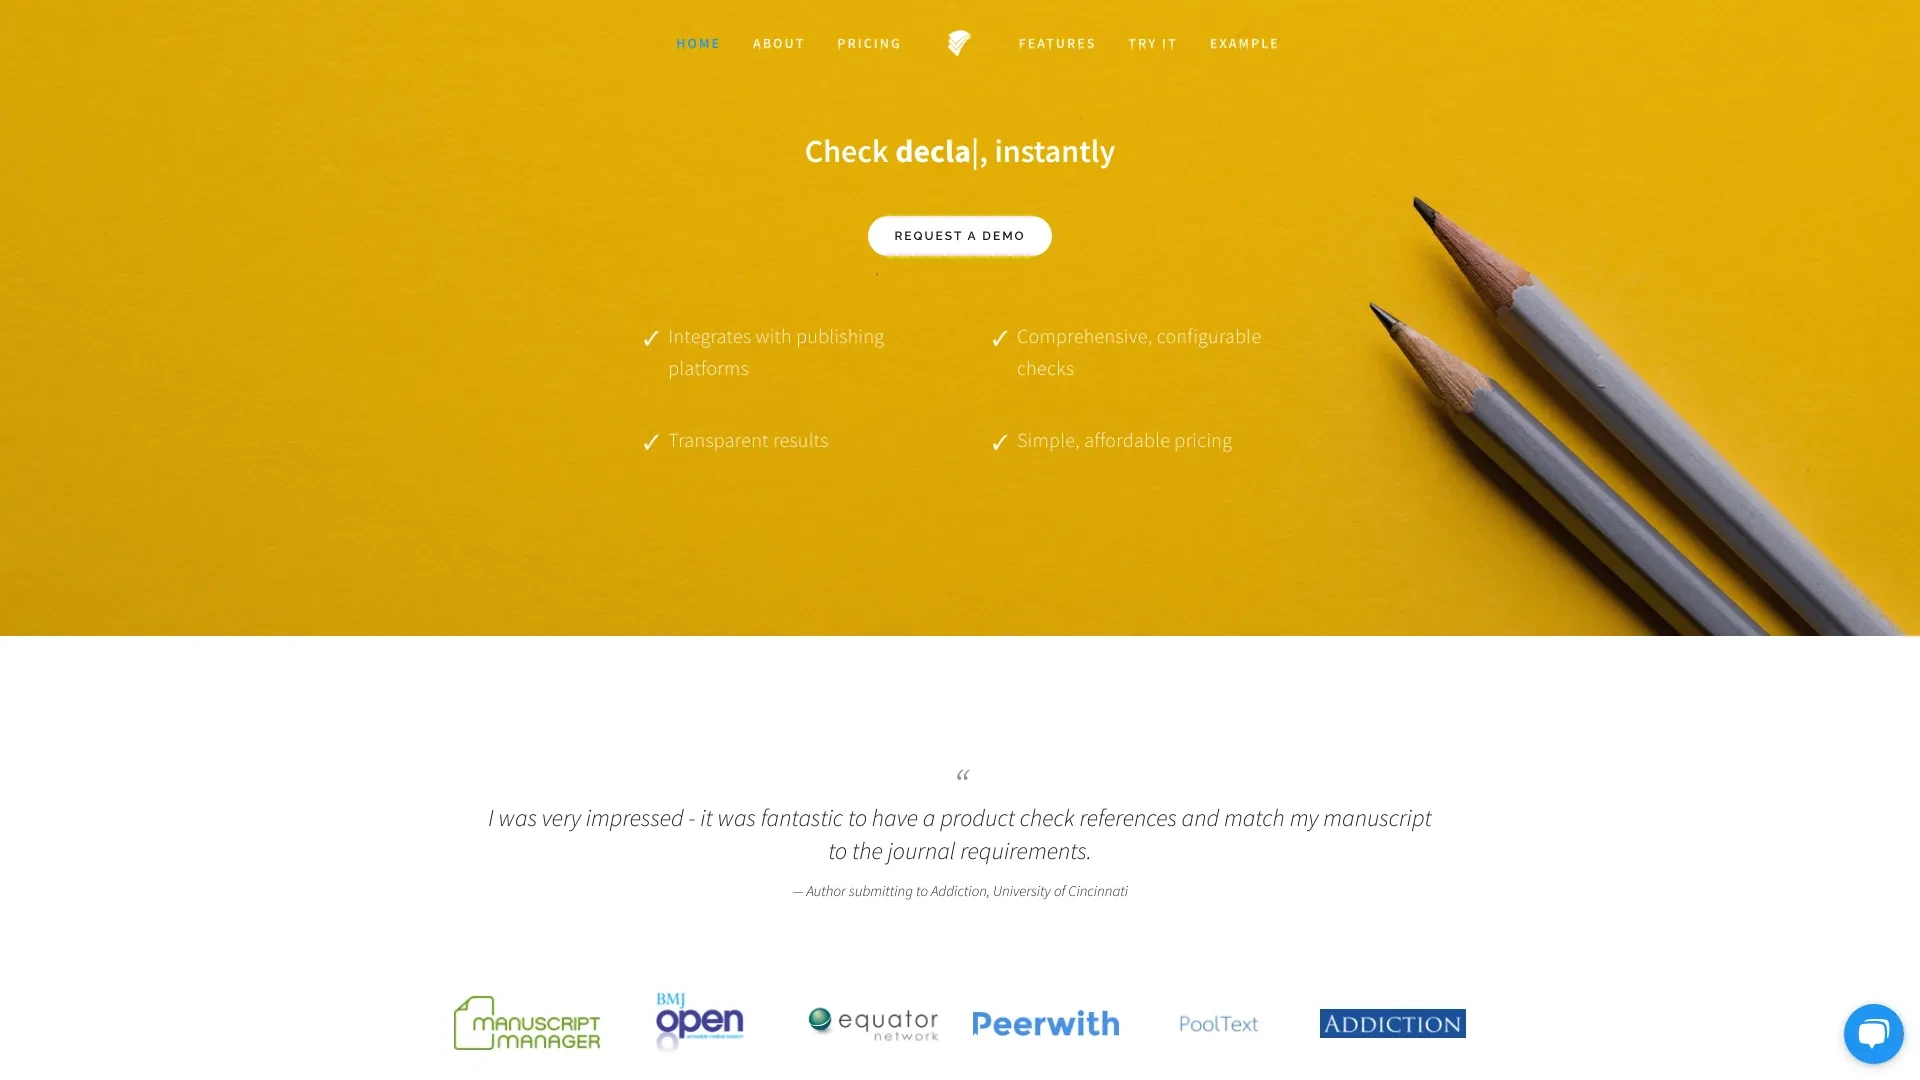 HOME ABOUT PRICING FEATURES TRY IT EXAMPLE
Check decla|, instantly
REQUEST A DEMO
✓ Integrates with publishing platforms
✓ Comprehensive, configurable checks
✓ Transparent results
✓ Simple, affordable pricing
“
I was very impressed - it was fantastic to have a product check references and match my manuscript
to the journal requirements.
— Author submitting to Addiction, University of Cincinnati
MANUSCRIPT
MANAGER
BMJ
open
equator
network
Peerwith
PoolText
ADDICTION